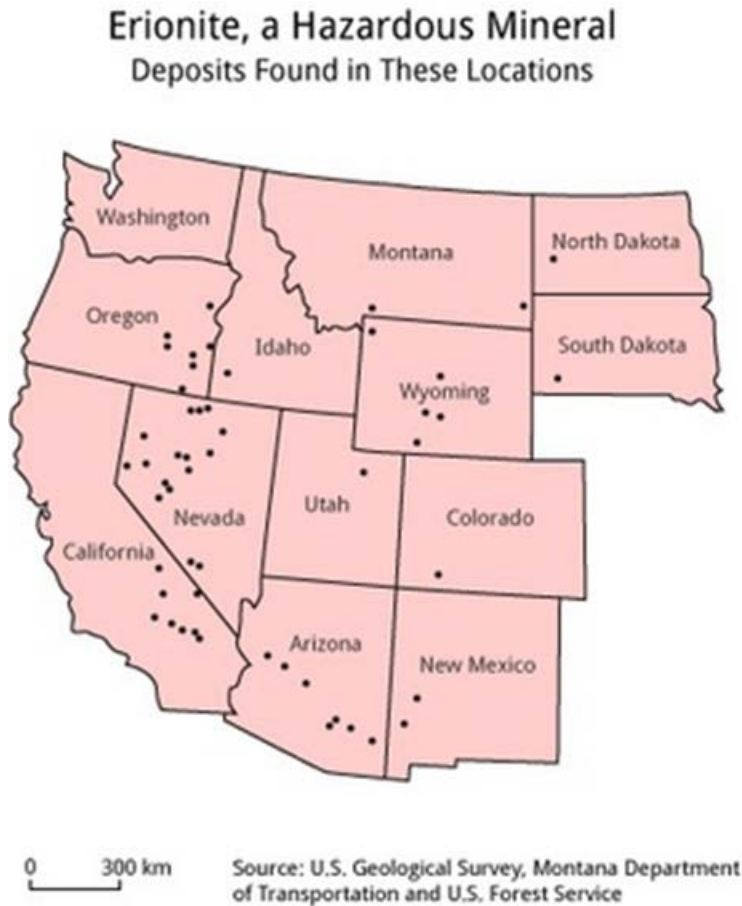 Erionite, a Hazardous Mineral
Deposits Found in These Locations
Washington
Montana
North Dakota
Oregon
Idaho
South Dakota
Wyoming
Nevada
Utah
Colorado
California
Arizona
New Mexico
0 300 km
Source: U.S. Geological Survey, Montana Department
of Transportation and U.S. Forest Service